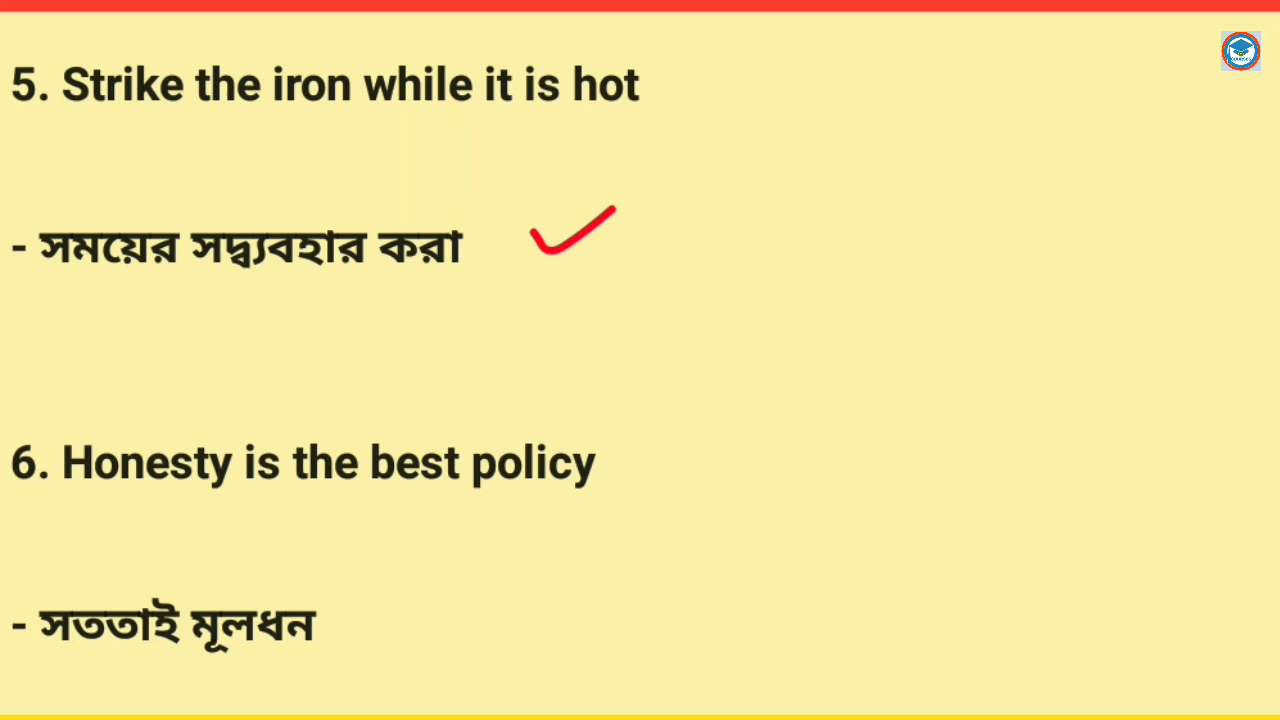 5. Strike the iron while it is hot
- সময়ের সদ্ব্যবহার করা
6. Honesty is the best policy
- সততাই মূলধন
COURSES